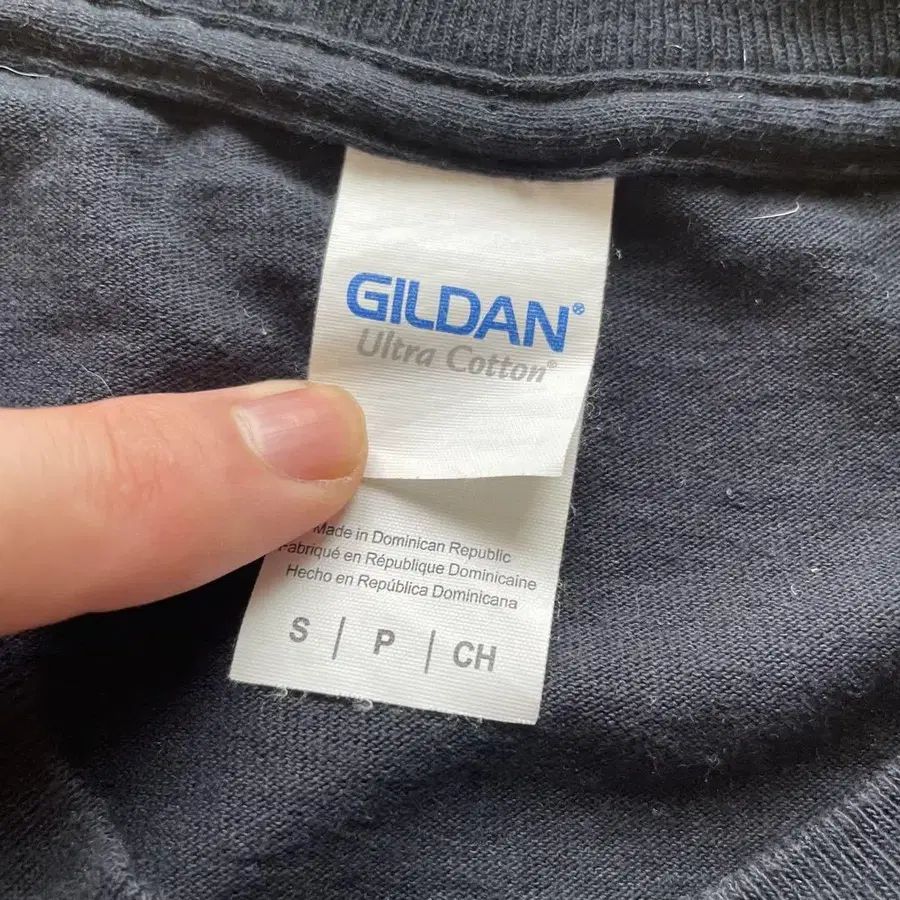 GILDAN®
Ultra Cotton®
Made in Dominican Republic
Fabriqué en République Dominicaine
Hecho en República Dominicana
S | P | CH